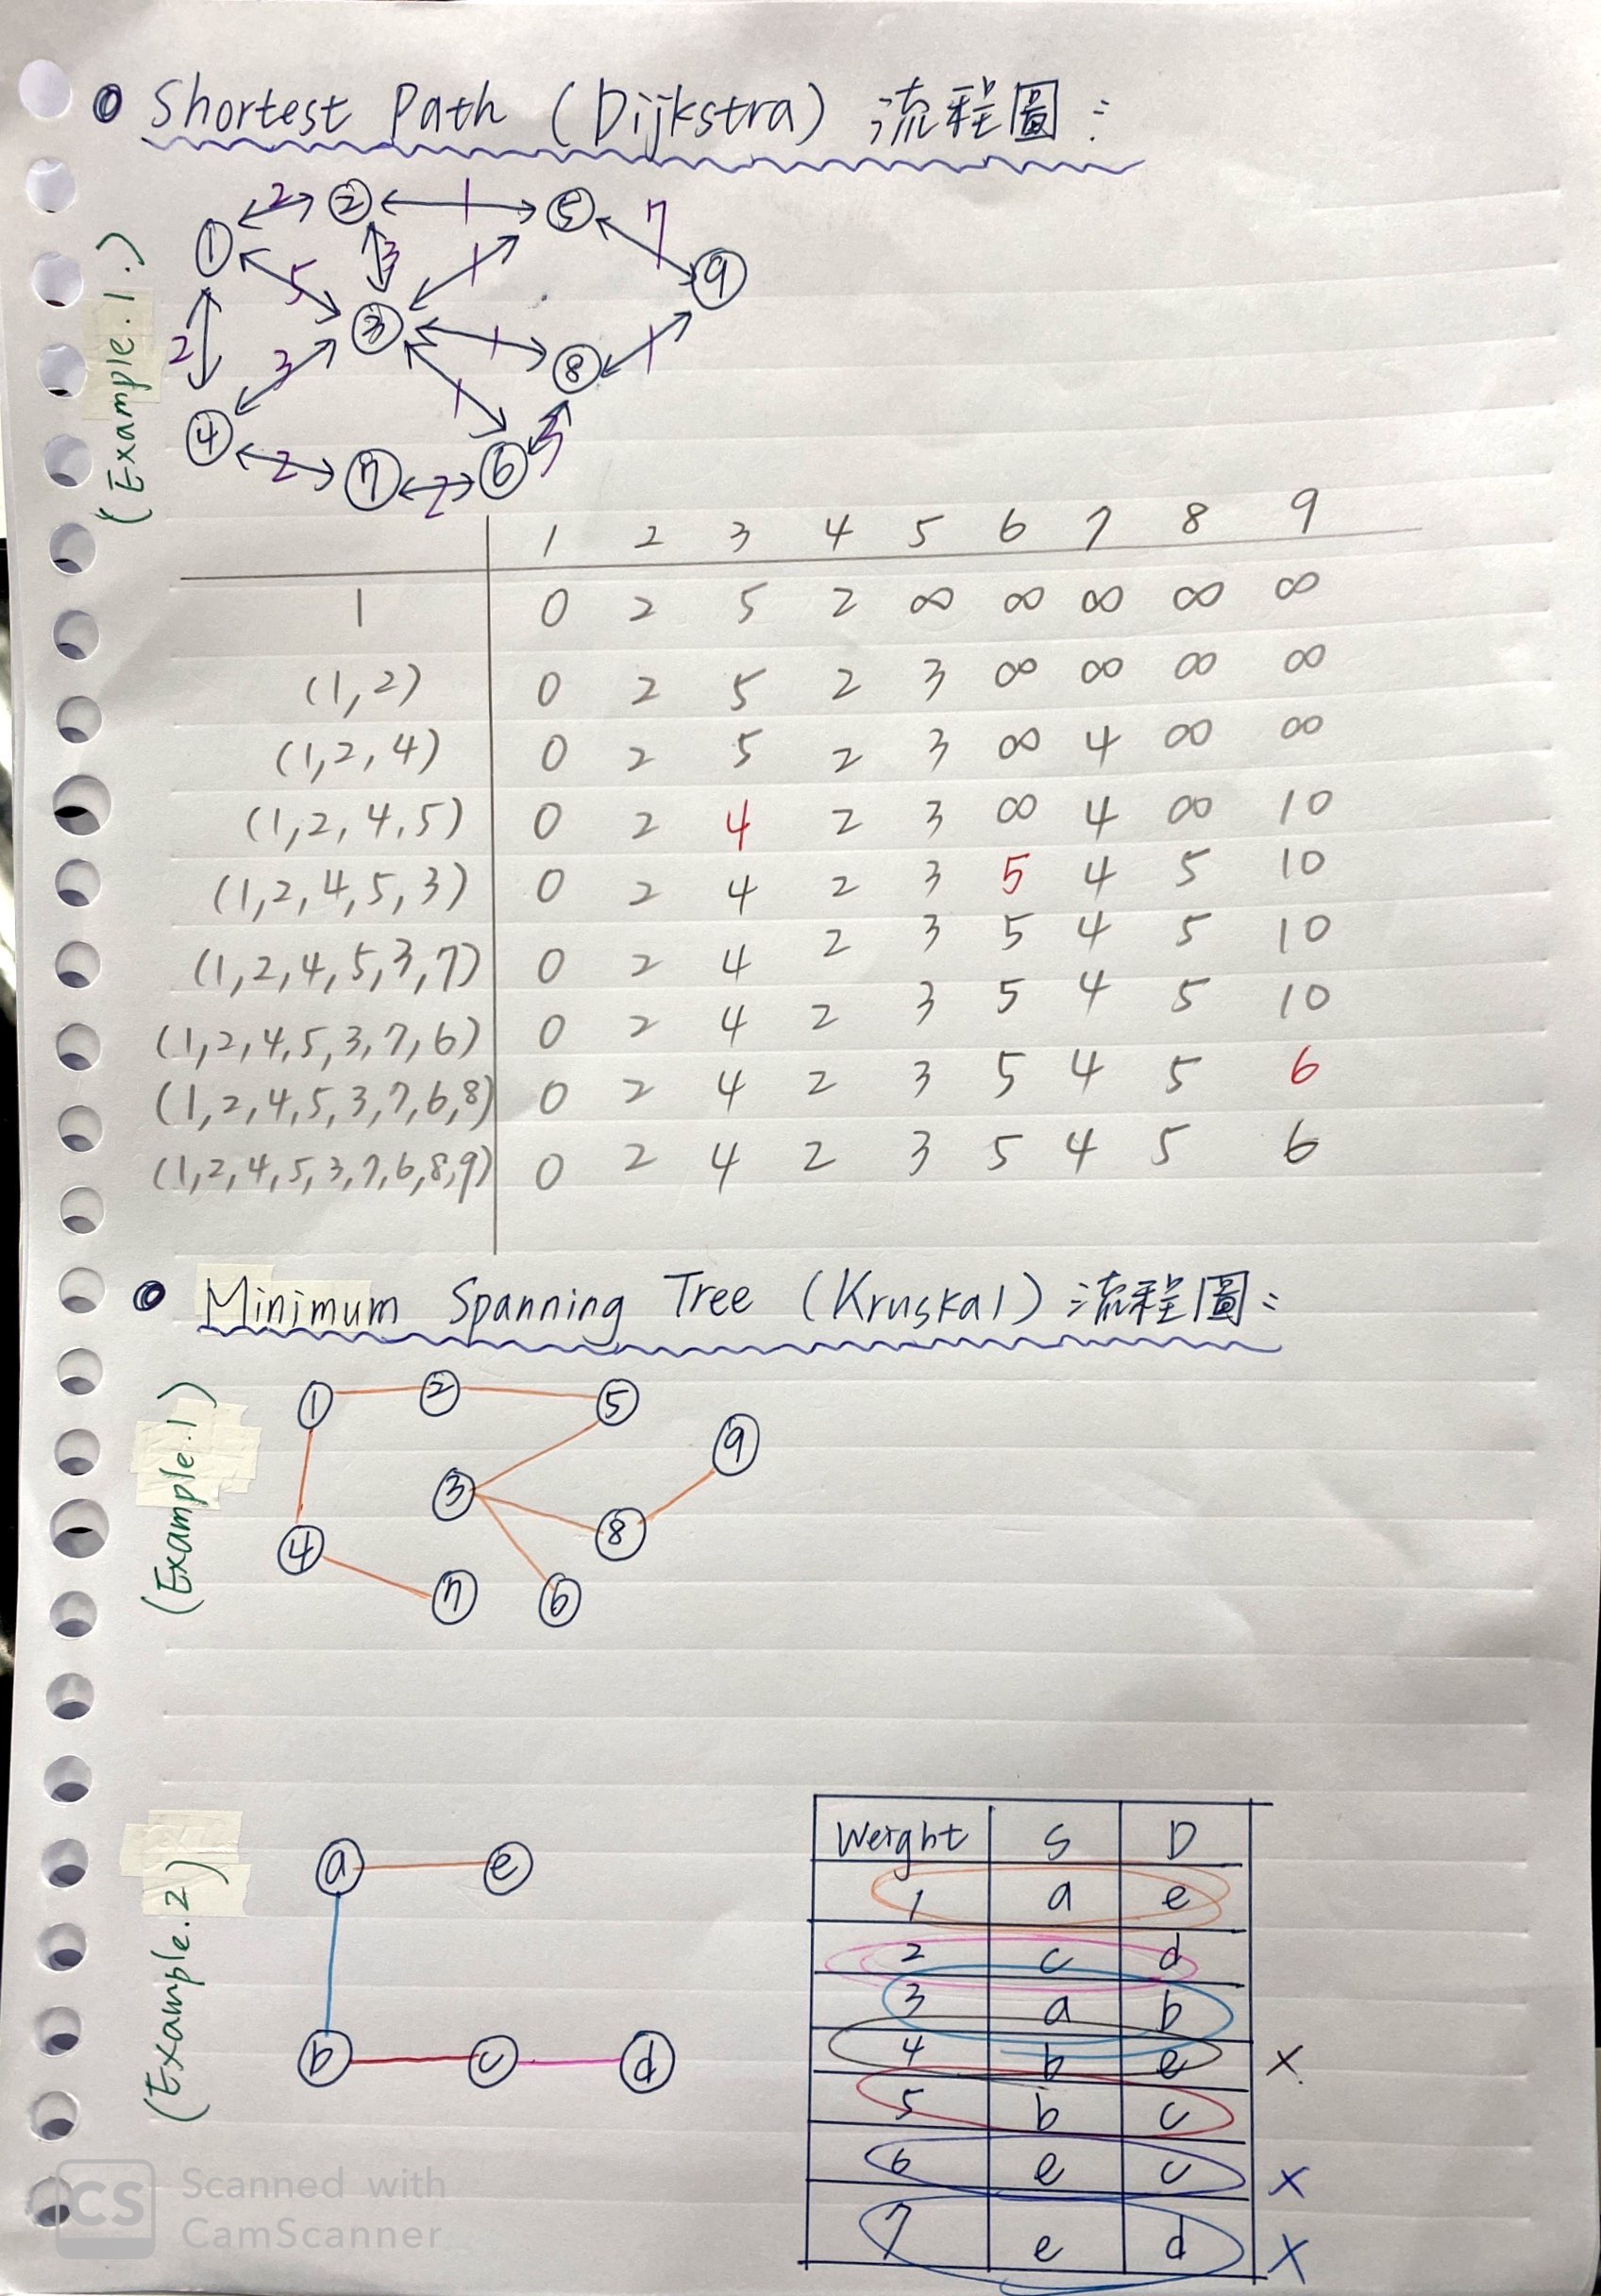 Shortest Path (Dijkstra) 流程圖:
(Example.1.)
2 1 7
1 2 5 9
5 3 1
3 1 8 1
2 3 1
4 2 7 2 6 3
1 2 3 4 5 6 7 8 9
1 0 2 5 2 ∞ ∞ ∞ ∞ ∞
(1,2) 0 2 5 2 3 ∞ ∞ ∞ ∞
(1,2,4) 0 2 5 2 3 ∞ 4 ∞ ∞
(1,2,4,5) 0 2 4 2 3 ∞ 4 ∞ 10
(1,2,4,5,3) 0 2 4 2 3 5 4 5 10
(1,2,4,5,3,7) 0 2 4 2 3 5 4 5 10
(1,2,4,5,3,7,6) 0 2 4 2 3 5 4 5 10
(1,2,4,5,3,7,6,8) 0 2 4 2 3 5 4 5 6
(1,2,4,5,3,7,6,8,9) 0 2 4 2 3 5 4 5 6
Minimum Spanning Tree (Kruskal) 流程圖:
(Example.1)
1 2 5
9
3
8
4
7 6
(Example.2)
a e
b c d
Weight S D
1 a e
2 c d
3 a b
4 b e X
5 b c
6 e c X
7 e d X
CS Scanned with
CamScanner